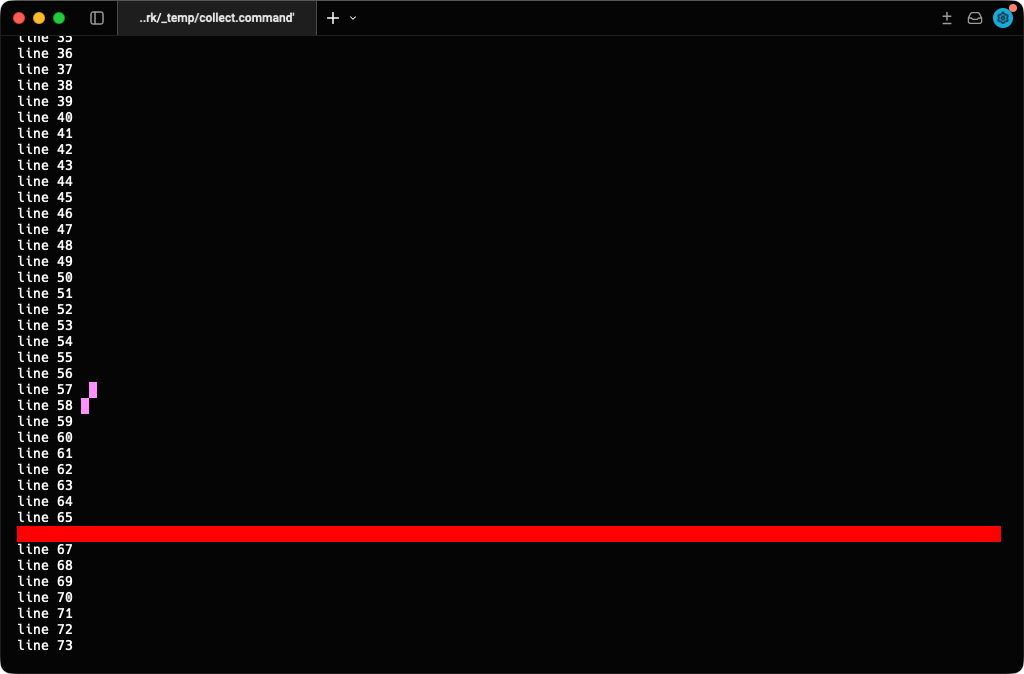 ..rk/_temp/collect.command'
line 35
line 36
line 37
line 38
line 39
line 40
line 41
line 42
line 43
line 44
line 45
line 46
line 47
line 48
line 49
line 50
line 51
line 52
line 53
line 54
line 55
line 56
line 57
line 58
line 59
line 60
line 61
line 62
line 63
line 64
line 65
line 67
line 68
line 69
line 70
line 71
line 72
line 73